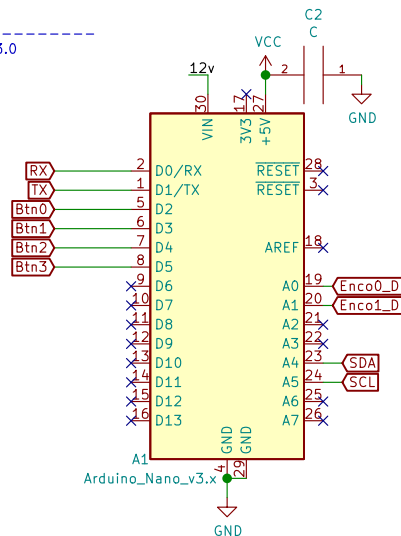 C2
C
VCC
3.0
12v
2
1
GND
30
17
27
VIN
3V3
+5V
RX
2
D0/RX
RESET
28
TX
1
D1/TX
RESET
3
Btn0
5
D2
Btn1
6
D3
Btn2
7
D4
AREF
18
Btn3
8
D5
9
D6
A0
19
Enco0_D
10
D7
A1
20
Enco1_D
11
D8
A2
21
12
D9
A3
22
13
D10
A4
23
SDA
14
D11
A5
24
SCL
15
D12
A6
25
16
D13
A7
26
GND
GND
A1
4
29
Arduino_Nano_v3.x
GND